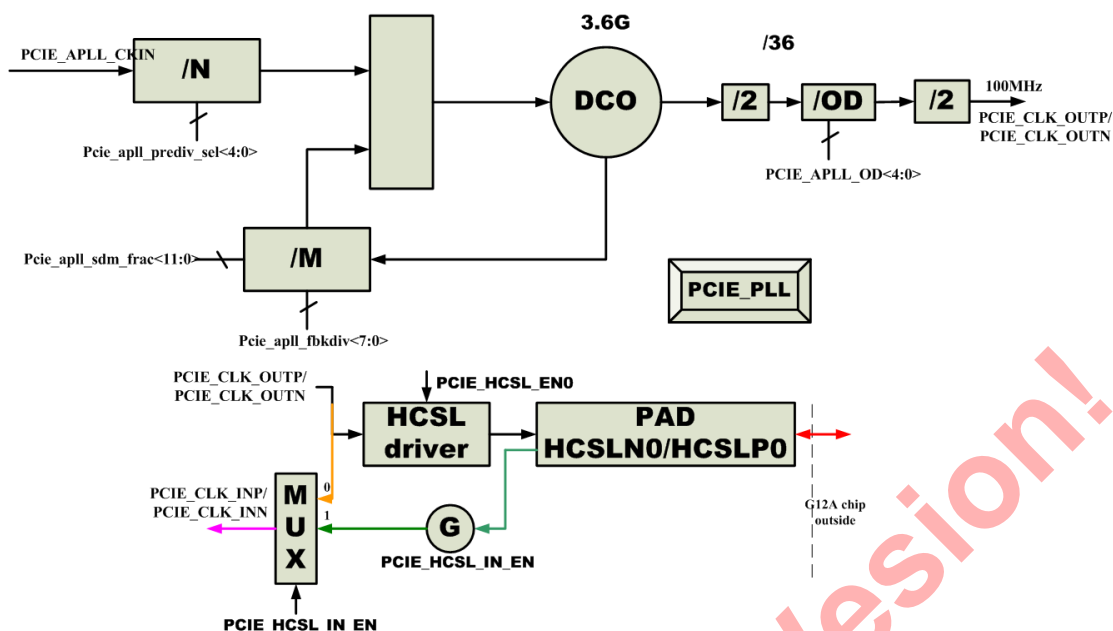 3.6G
/36
PCIE_APLL_CKIN
/N
DCO
/2
/OD
/2
100MHz
PCIE_CLK_OUTP/
PCIE_CLK_OUTN
Pcie_apll_prediv_sel<4:0>
PCIE_APLL_OD<4:0>
Pcie_apll_sdm_frac<11:0>
/M
PCIE_PLL
Pcie_apll_fbkdiv<7:0>
PCIE_CLK_OUTP/
PCIE_CLK_OUTN
PCIE_HCSL_EN0
HCSL
driver
PAD
HCSLN0/HCSLP0
PCIE_CLK_INP/
PCIE_CLK_INN
M
U
X
0
1
G
PCIE_HCSL_IN_EN
G12A chip
outside
PCIE_HCSL_IN_EN